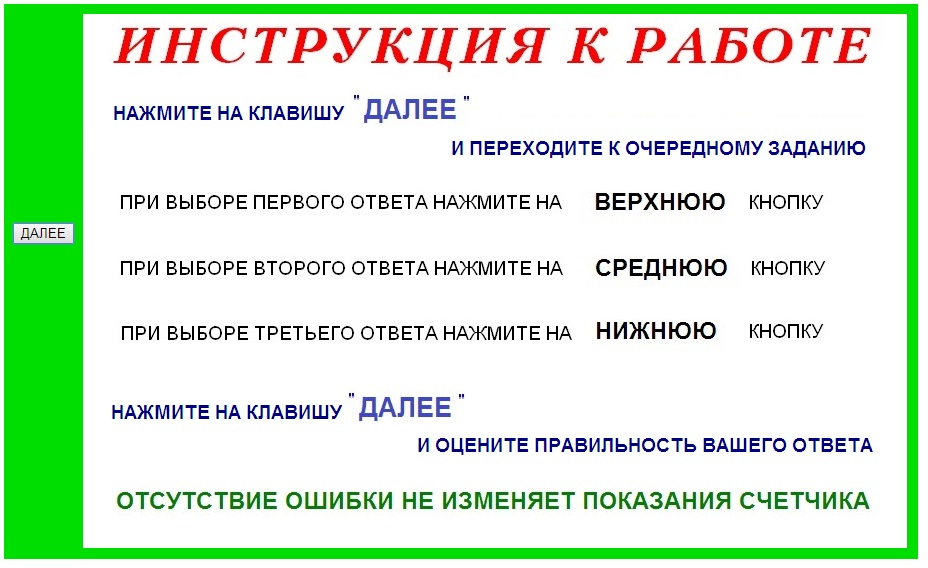 ИНСТРУКЦИЯ К РАБОТЕ
НАЖМИТЕ НА КЛАВИШУ "ДАЛЕЕ"
И ПЕРЕХОДИТЕ К ОЧЕРЕДНОМУ ЗАДАНИЮ
ПРИ ВЫБОРЕ ПЕРВОГО ОТВЕТА НАЖМИТЕ НА ВЕРХНЮЮ КНОПКУ
ДАЛЕЕ
ПРИ ВЫБОРЕ ВТОРОГО ОТВЕТА НАЖМИТЕ НА СРЕДНЮЮ КНОПКУ
ПРИ ВЫБОРЕ ТРЕТЬЕГО ОТВЕТА НАЖМИТЕ НА НИЖНЮЮ КНОПКУ
НАЖМИТЕ НА КЛАВИШУ "ДАЛЕЕ"
И ОЦЕНИТЕ ПРАВИЛЬНОСТЬ ВАШЕГО ОТВЕТА
ОТСУТСТВИЕ ОШИБКИ НЕ ИЗМЕНЯЕТ ПОКАЗАНИЯ СЧЕТЧИКА